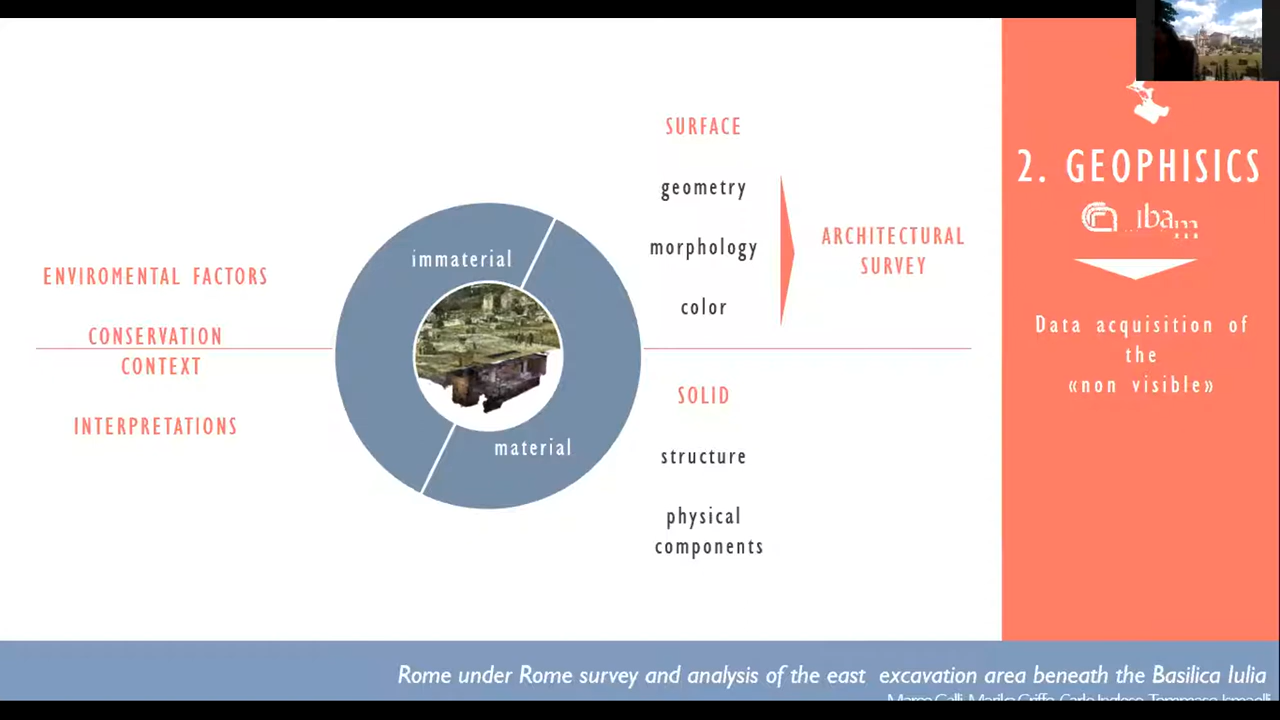 ENVIROMENTAL FACTORS
CONSERVATION
CONTEXT
INTERPRETATIONS
immaterial
material
SURFACE
geometry
morphology
color
ARCHITECTURAL
SURVEY
SOLID
structure
physical
components
2. GEOPHISICS
ibam
Data acquisition of
the
«non visible»
Rome under Rome survey and analysis of the east excavation area beneath the Basilica Iulia